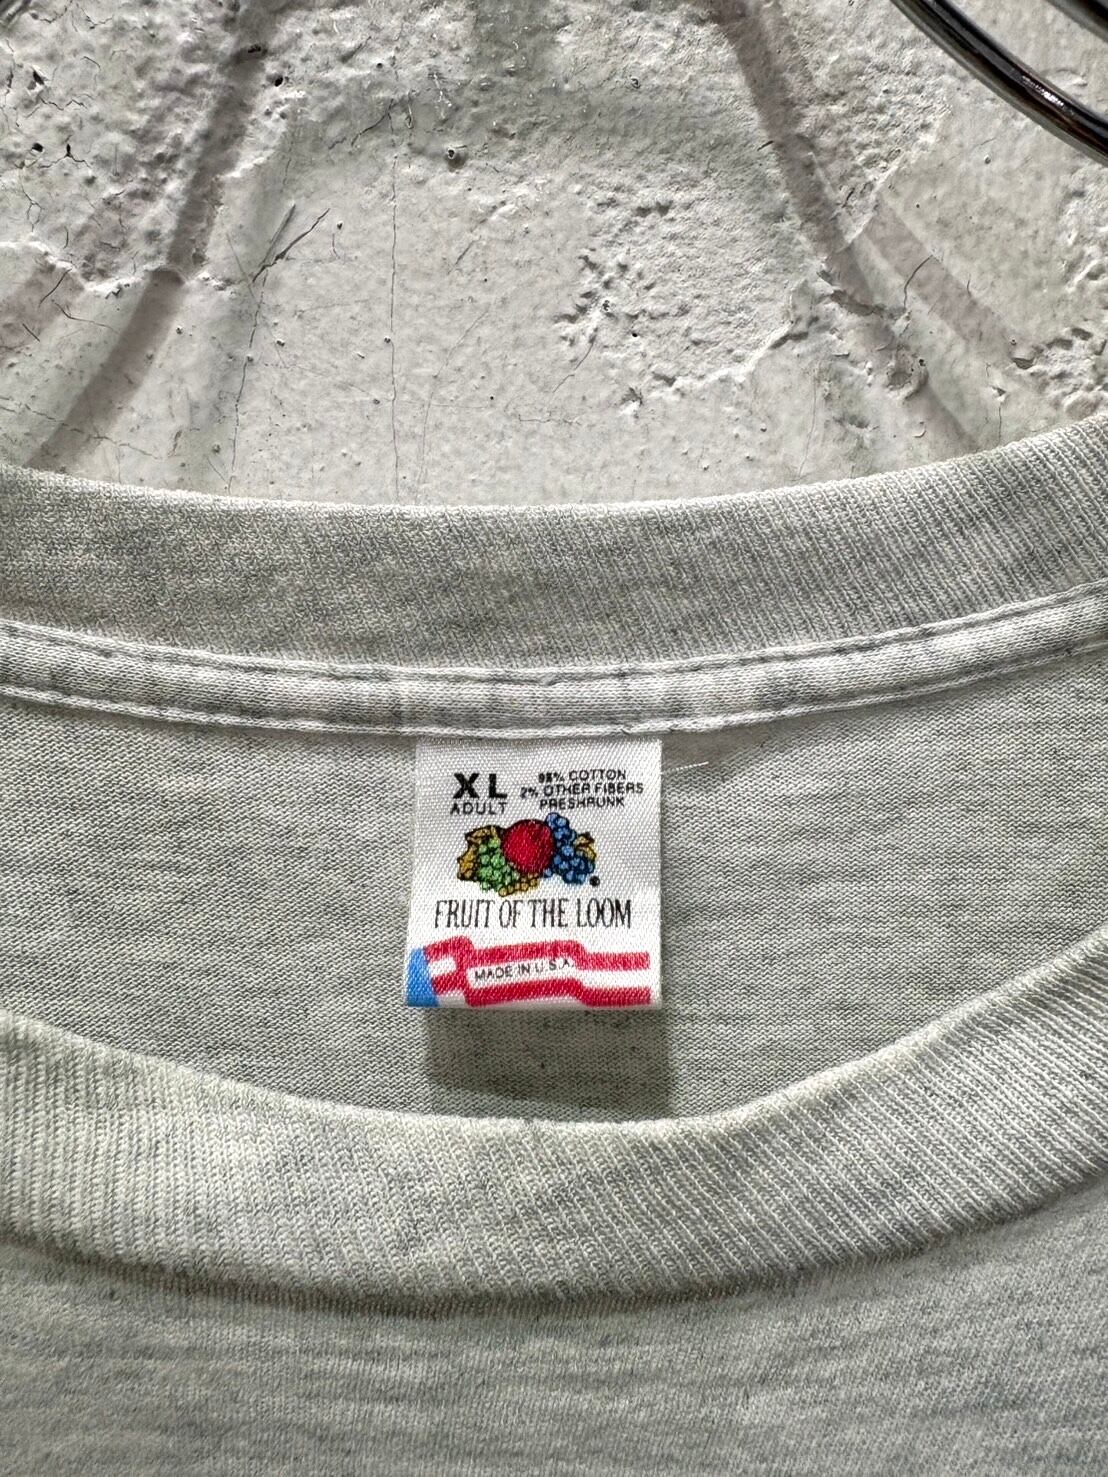 XL
ADULT
98% COTTON
2% OTHER FIBERS
PRESHRUNK
FRUIT OF THE LOOM
MADE IN U.S.A.